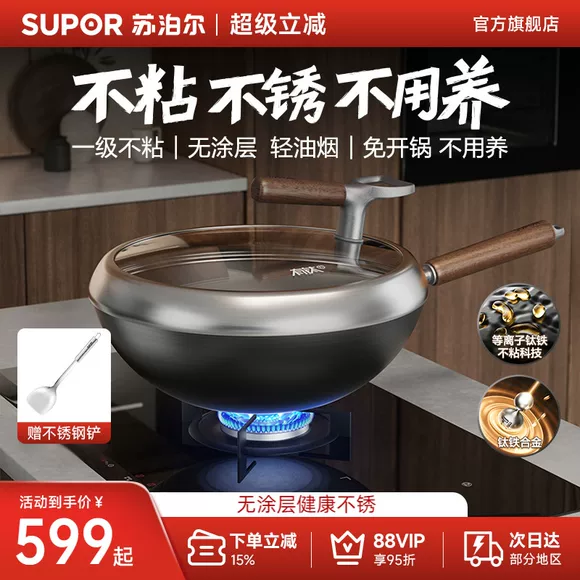 SUPOR 苏泊尔 | 超级立减 官方旗舰店
不粘 不锈 不用养
一级不粘 | 无涂层 轻油烟 | 免开锅 不用养
有钛®
等离子钛铁
不粘科技
赠不锈钢铲
钛铁合金
无涂层健康不锈
活动到手价¥
599起
下单立减
15%
88VIP
享95折
次日达
部分地区